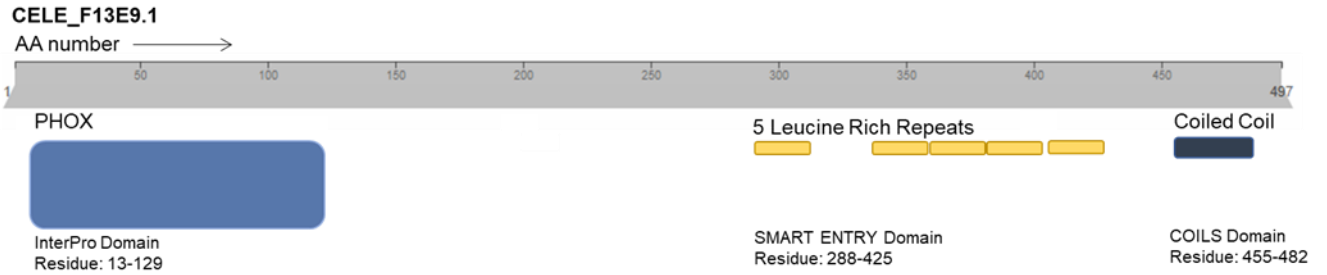 CELE_F13E9.1
AA number
50 100 150 200 250 300 350 400 450
1 497
PHOX 5 Leucine Rich Repeats Coiled Coil
InterPro Domain SMART ENTRY Domain COILS Domain
Residue: 13-129 Residue: 288-425 Residue: 455-482